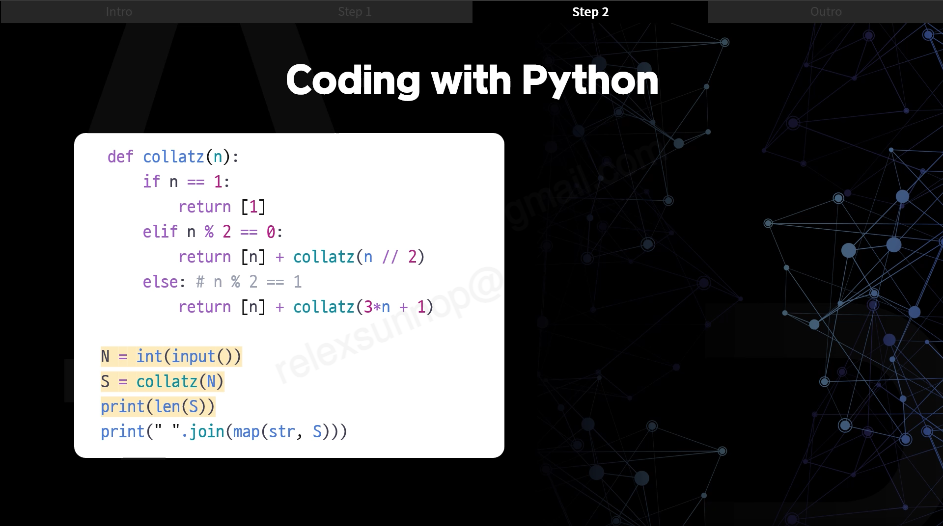 Intro
Step 1
Step 2
Outro
Coding with Python
def collatz(n):
    if n == 1:
        return [1]
    elif n % 2 == 0:
        return [n] + collatz(n // 2)
    else: # n % 2 == 1
        return [n] + collatz(3*n + 1)
N = int(input())
S = collatz(N)
print(len(S))
print(" ".join(map(str, S)))
relexsunhop@gmail.com